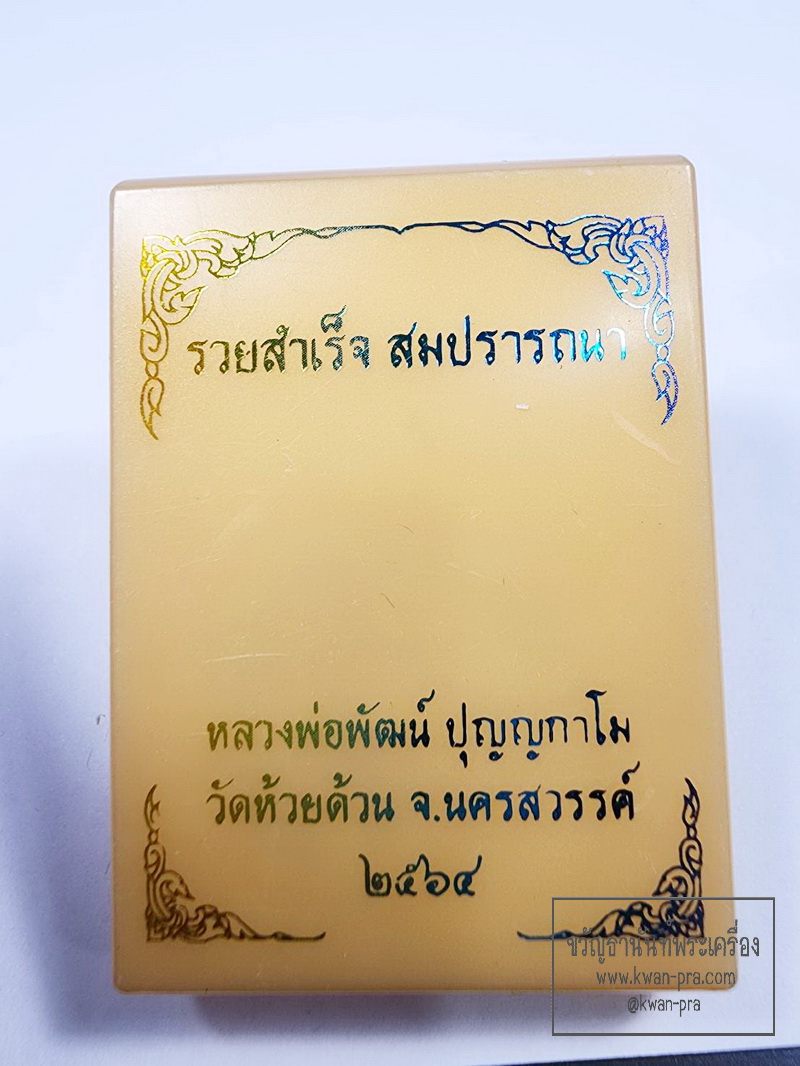 รวยสำเร็จ สมปรารถนา
หลวงพ่อพัฒน์ ปุญญกาโม
วัดห้วยด้วน จ.นครสวรรค์
๒๕๖๔
ขวัญธานินท์พระเครื่อง
www.kwan-pra.com
@kwan-pra